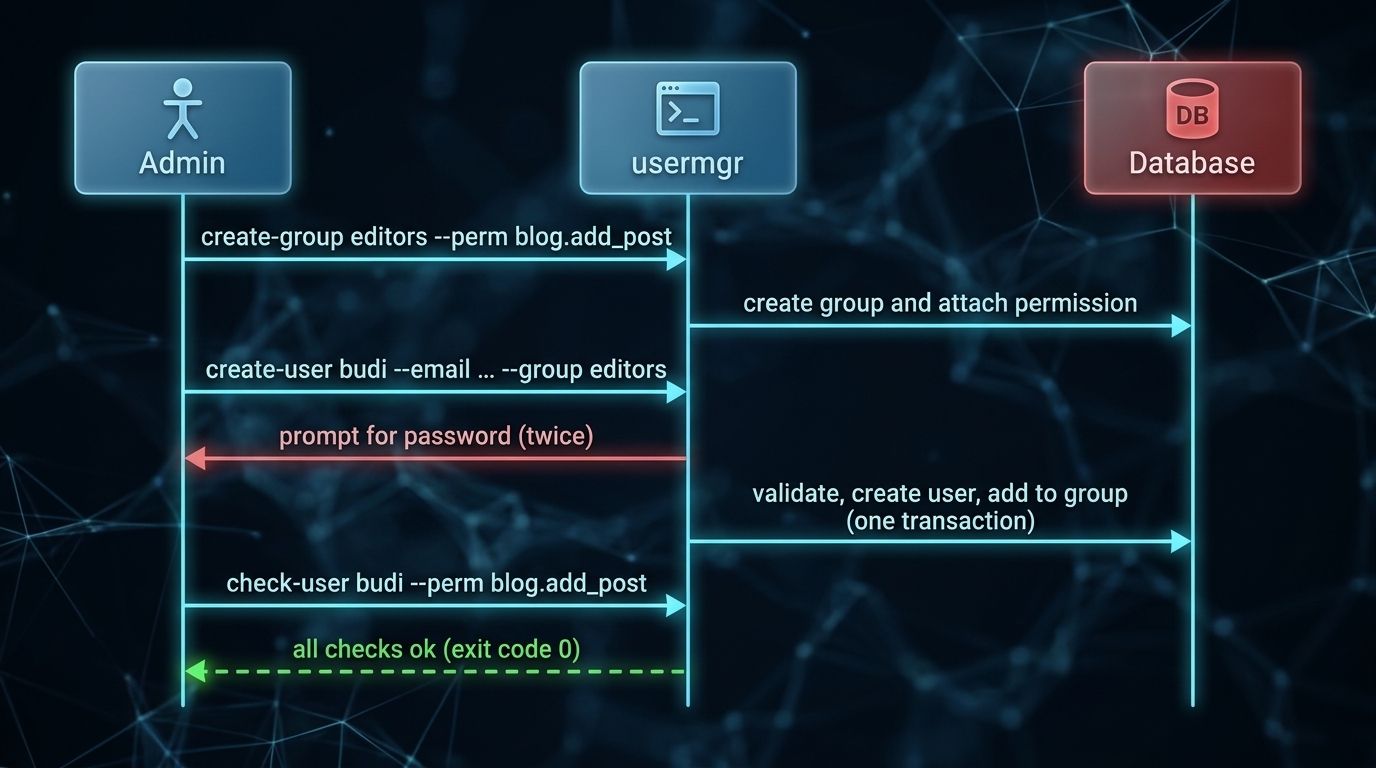 Admin
usermgr
DB
Database
create-group editors --perm blog.add_post
create group and attach permission
create-user budi --email ... --group editors
prompt for password (twice)
validate, create user, add to group
(one transaction)
check-user budi --perm blog.add_post
all checks ok (exit code 0)